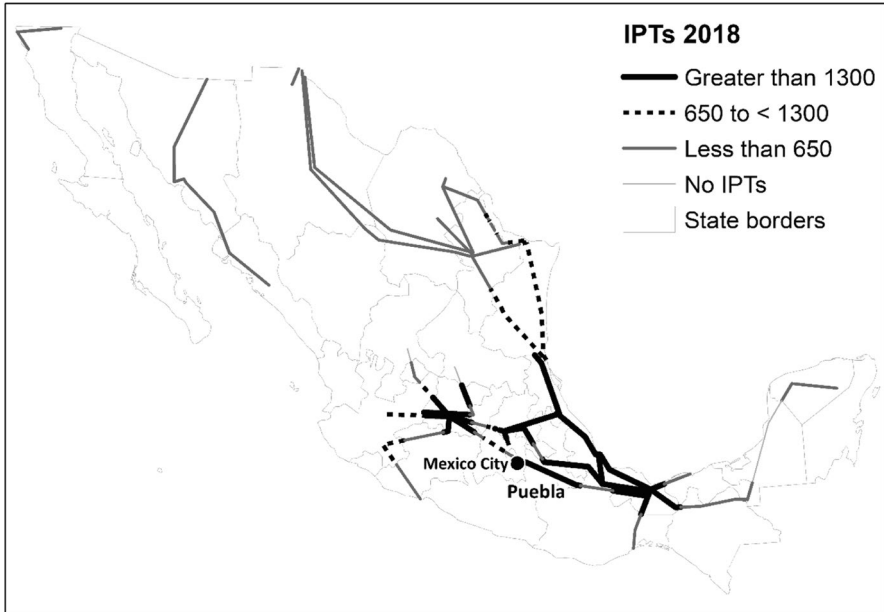 IPTs 2018
Greater than 1300
650 to < 1300
Less than 650
No IPTs
State borders
Mexico City
Puebla